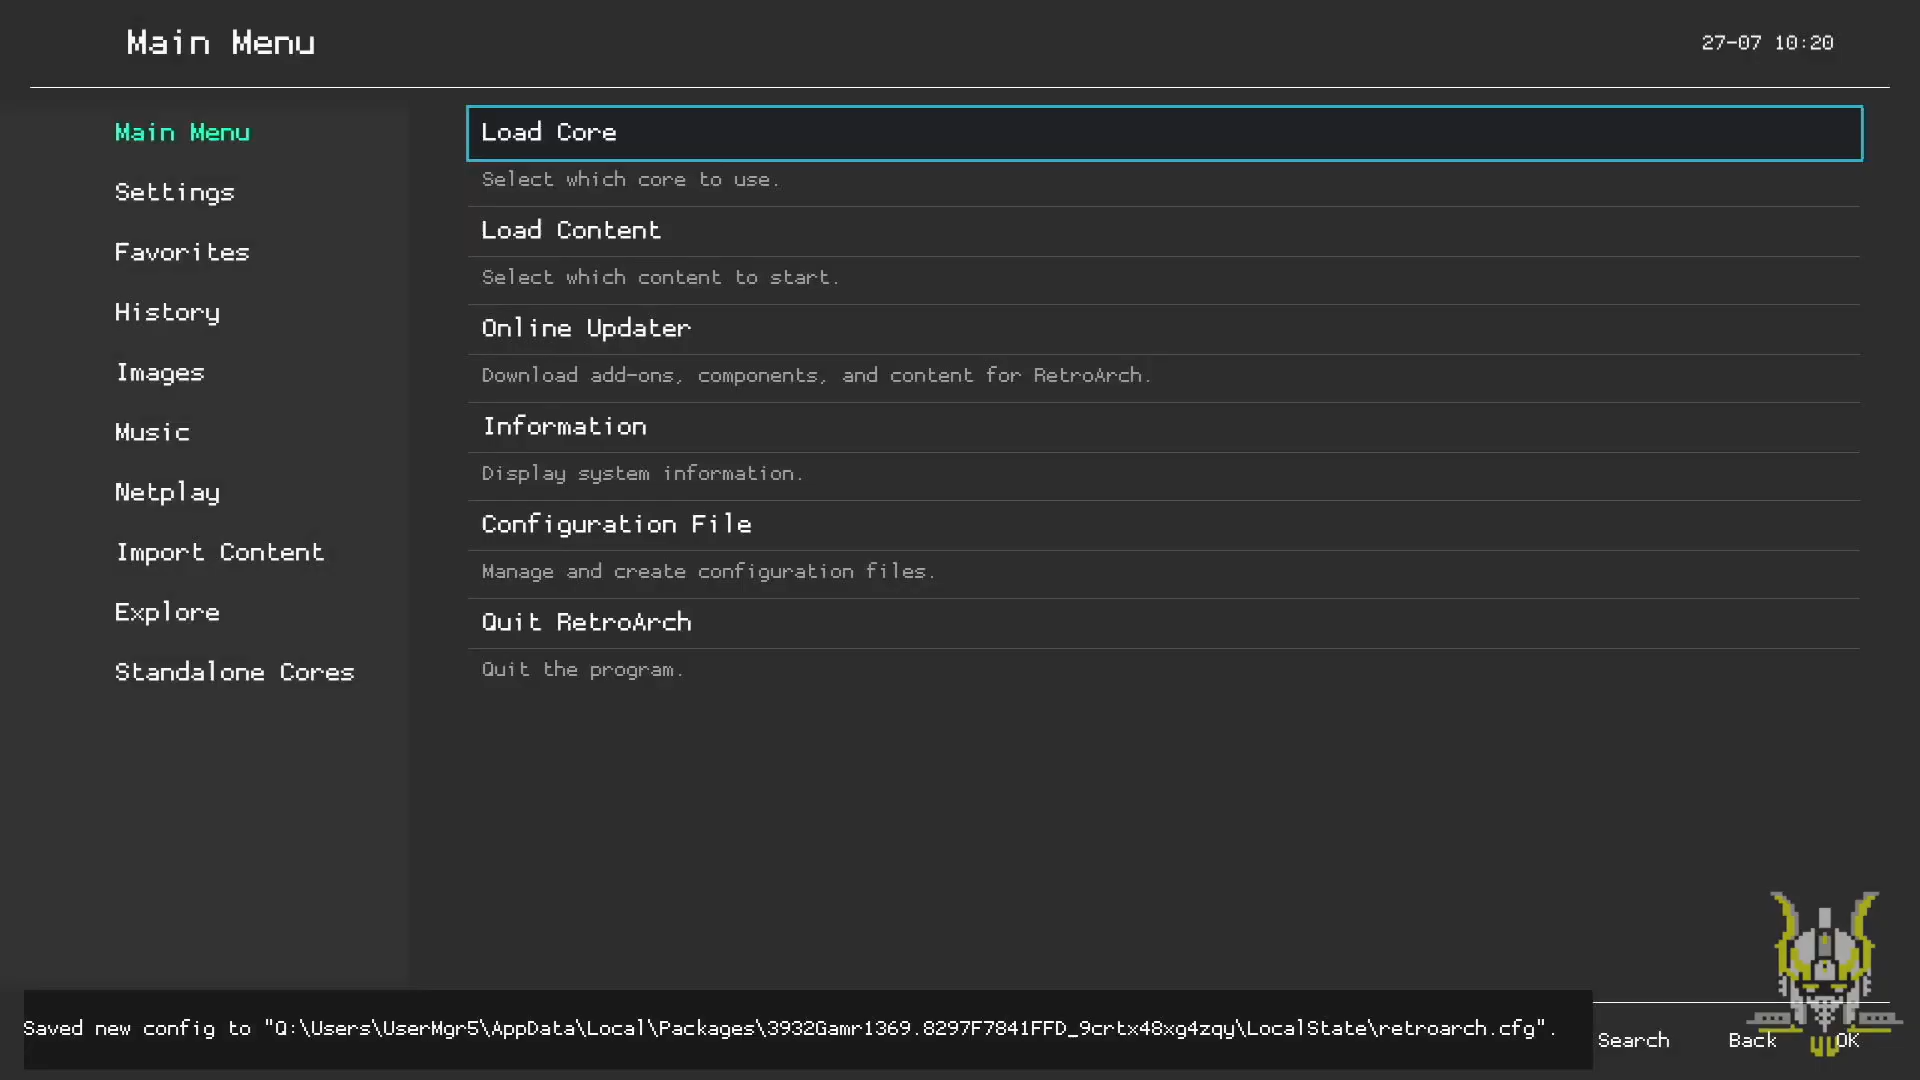 Main Menu
27-07 10:20
Main Menu
Settings
Favorites
History
Images
Music
Netplay
Import Content
Explore
Standalone Cores
Load Core
Select which core to use.
Load Content
Select which content to start.
Online Updater
Download add-ons, components, and content for RetroArch.
Information
Display system information.
Configuration File
Manage and create configuration files.
Quit RetroArch
Quit the program.
Saved new config to "Q:\Users\UserMgr5\AppData\Local\Packages\3932Gamr1369.8297F7841FFD_9crtx48xg4zqy\LocalState\retroarch.cfg".
Search
Back
OK